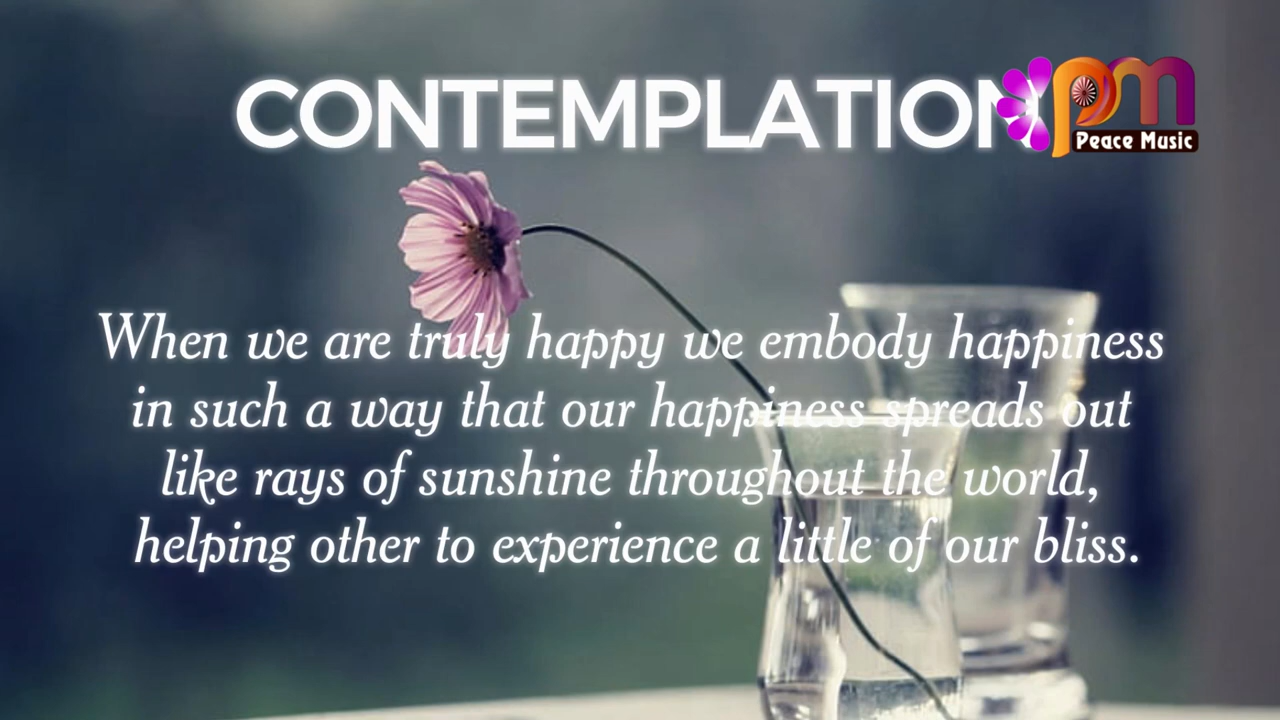 CONTEMPLATION
pm
Peace Music
When we are truly happy we embody happiness
in such a way that our happiness spreads out
like rays of sunshine throughout the world,
helping other to experience a little of our bliss.